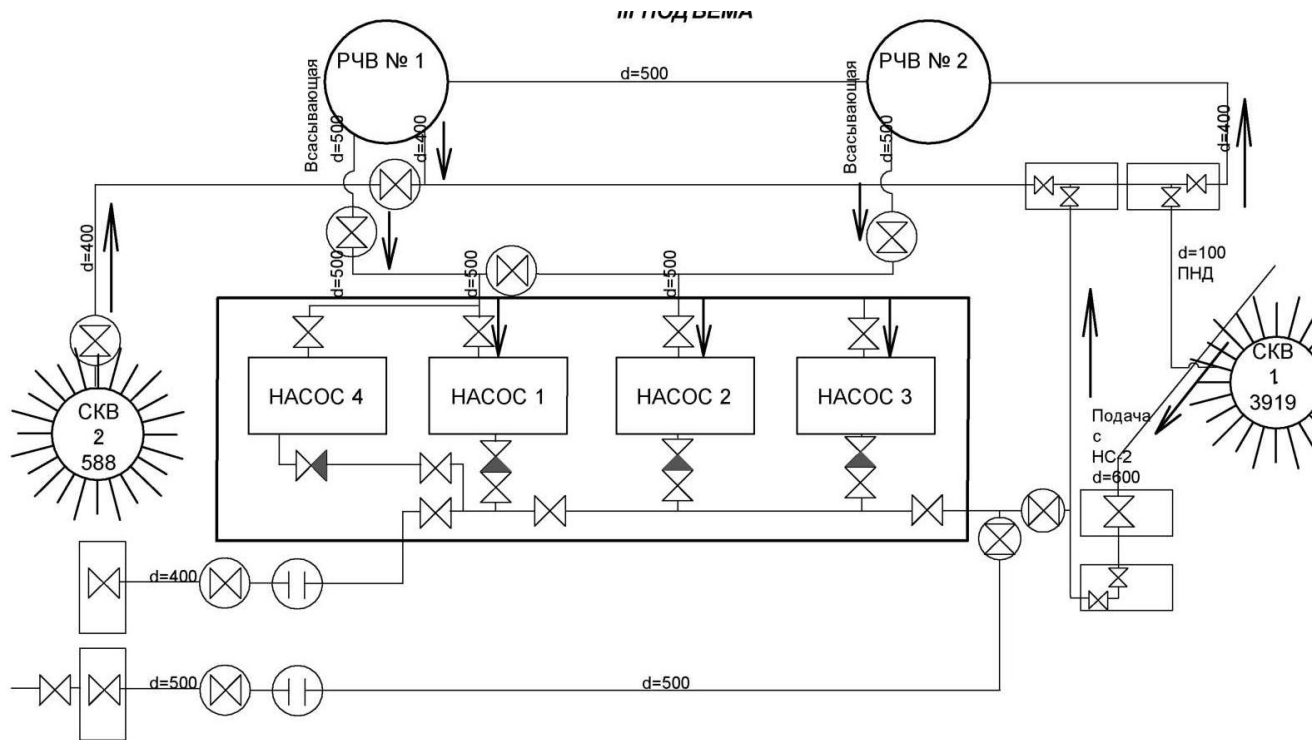 III ПОДЪЕМА
РЧВ № 1
d=500
РЧВ № 2
Всасывающая
d=500
d=400
Всасывающая
d=500
d=400
d=400
d=500
d=500
d=500
d=100
ПНД
НАСОС 4
НАСОС 1
НАСОС 2
НАСОС 3
СКВ
1
3919
СКВ
2
588
Подача
с
НС-2
d=600
d=400
d=500
d=500